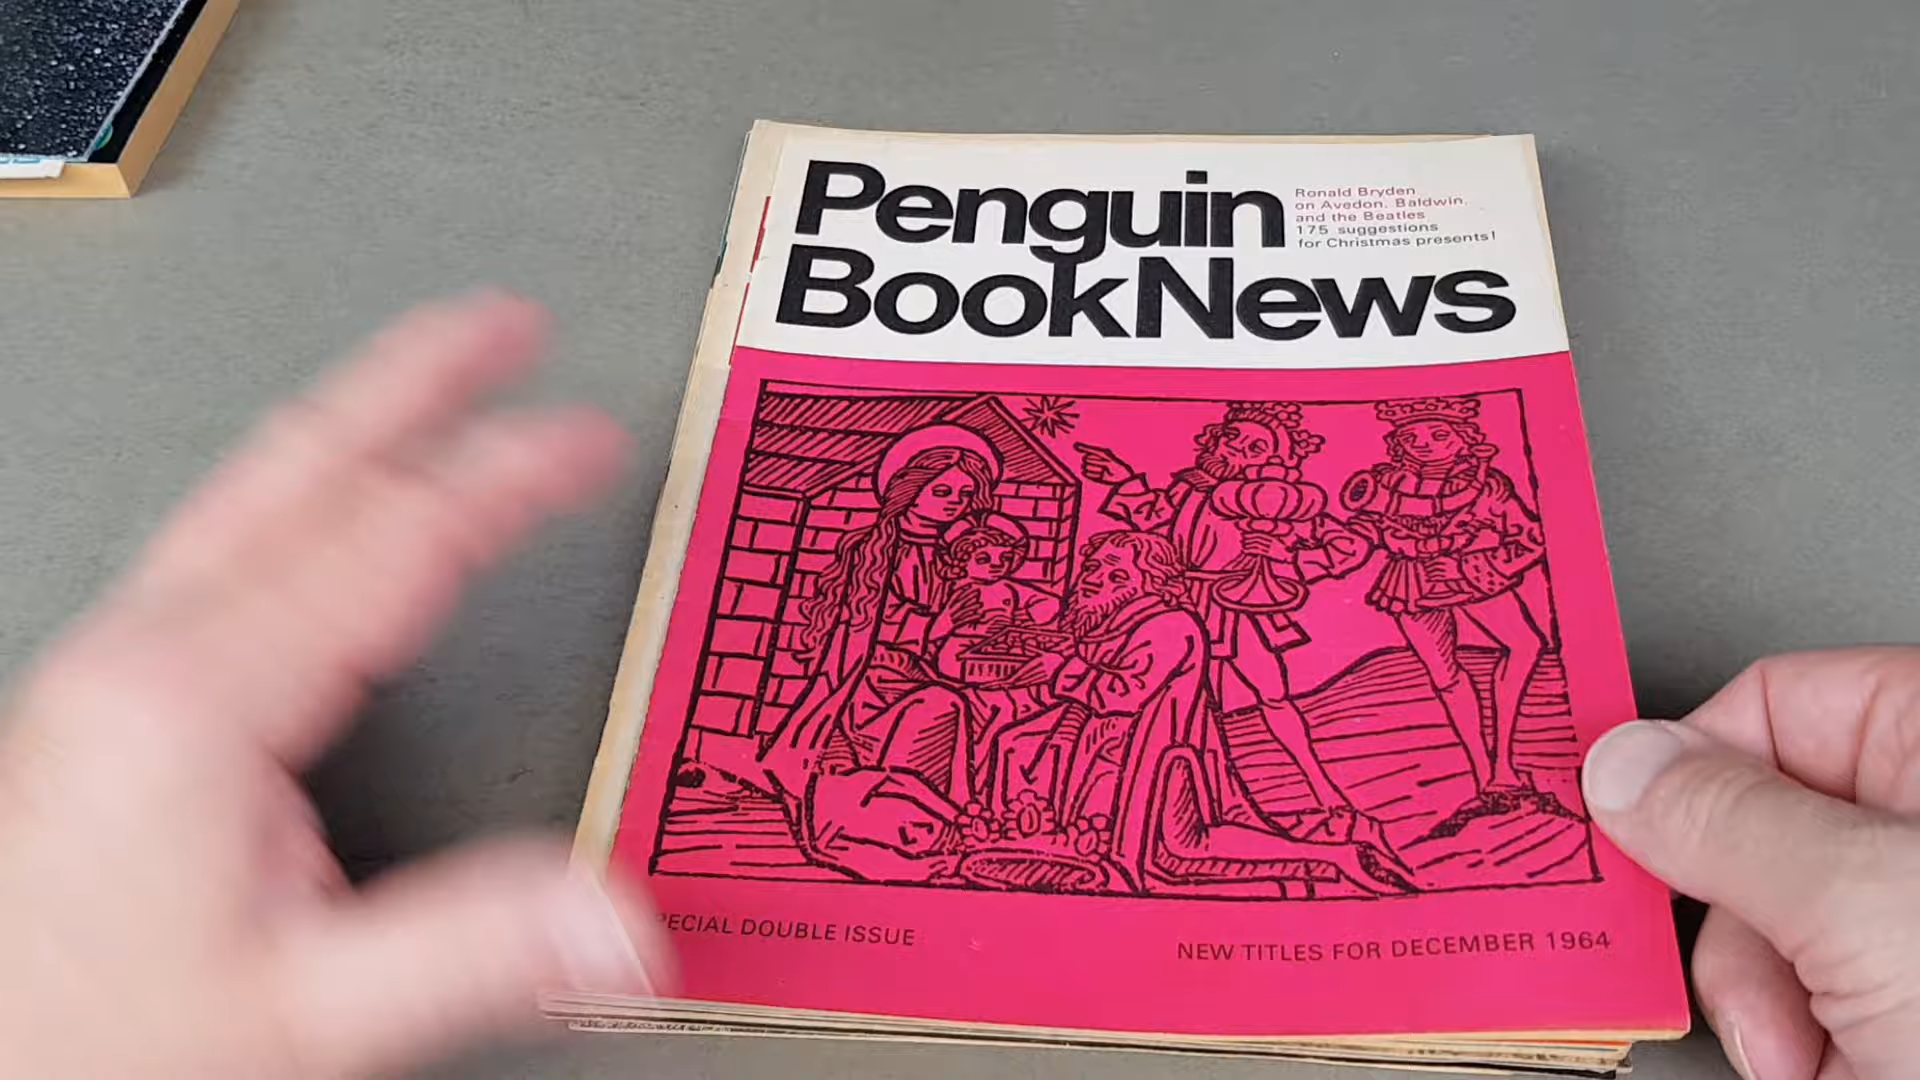 Penguin
BookNews
Ronald Bryden
on Avedon, Baldwin,
and the Beatles
175 suggestions
for Christmas presents!
SPECIAL DOUBLE ISSUE
NEW TITLES FOR DECEMBER 1964